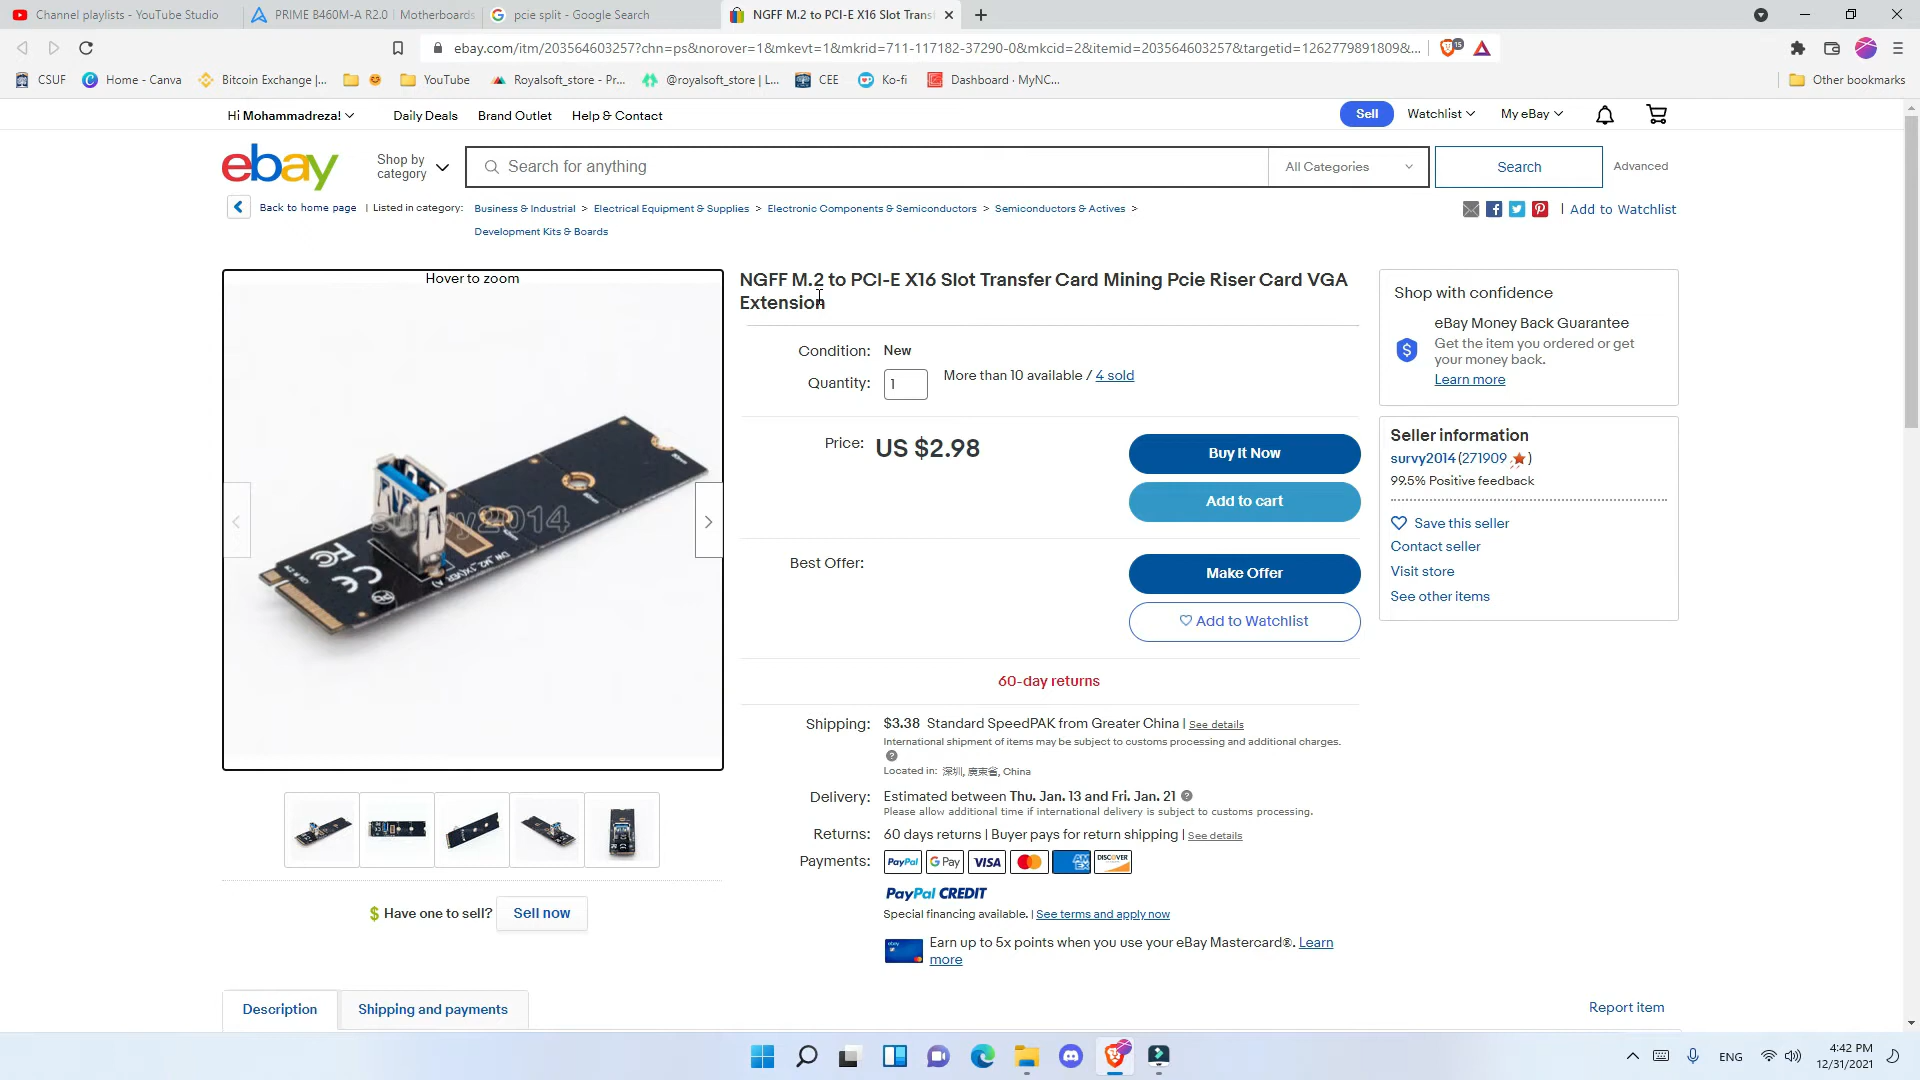 Channel playlists - YouTube Studio
PRIME B460M-A R2.0 | Motherboards
pcie split - Google Search
NGFF M.2 to PCI-E X16 Slot Trans
ebay.com/itm/203564603257?chn=ps&norover=1&mkevt=1&mkrid=711-117182-37290-0&mkcid=2&itemid=203564603257&targetid=1262779891809&...
15
CSUF
Home - Canva
Bitcoin Exchange |...
YouTube
Royalsoft_store - Pr...
@royalsoft_store | L...
CEE
Ko-fi
Dashboard · MyNC...
Other bookmarks
Hi Mohammadreza!
Daily Deals
Brand Outlet
Help & Contact
Sell
Watchlist
My eBay
ebay
Shop by
category
Search for anything
All Categories
Search
Advanced
Back to home page
| Listed in category:
Business & Industrial > Electrical Equipment & Supplies > Electronic Components & Semiconductors > Semiconductors & Actives >
Development Kits & Boards
| Add to Watchlist
Hover to zoom
survy2014
NGFF M.2 to PCI-E X16 Slot Transfer Card Mining Pcie Riser Card VGA
Extension
Condition: New
Quantity: 1
More than 10 available / 4 sold
Price: US $2.98
Buy It Now
Add to cart
Best Offer:
Make Offer
Add to Watchlist
60-day returns
Shipping: $3.38 Standard SpeedPAK from Greater China | See details
International shipment of items may be subject to customs processing and additional charges.
Located in: 深圳, 廣東省, China
Delivery: Estimated between Thu. Jan. 13 and Fri. Jan. 21
Please allow additional time if international delivery is subject to customs processing.
Returns: 60 days returns | Buyer pays for return shipping | See details
Payments: PayPal G Pay VISA DISCOVER
PayPal CREDIT
Special financing available. | See terms and apply now
Earn up to 5x points when you use your eBay Mastercard®. Learn
more
Shop with confidence
eBay Money Back Guarantee
Get the item you ordered or get
your money back.
Learn more
Seller information
survy2014 (271909)
99.5% Positive feedback
Save this seller
Contact seller
Visit store
See other items
$ Have one to sell? Sell now
Description
Shipping and payments
Report item
ENG
4:42 PM
12/31/2021